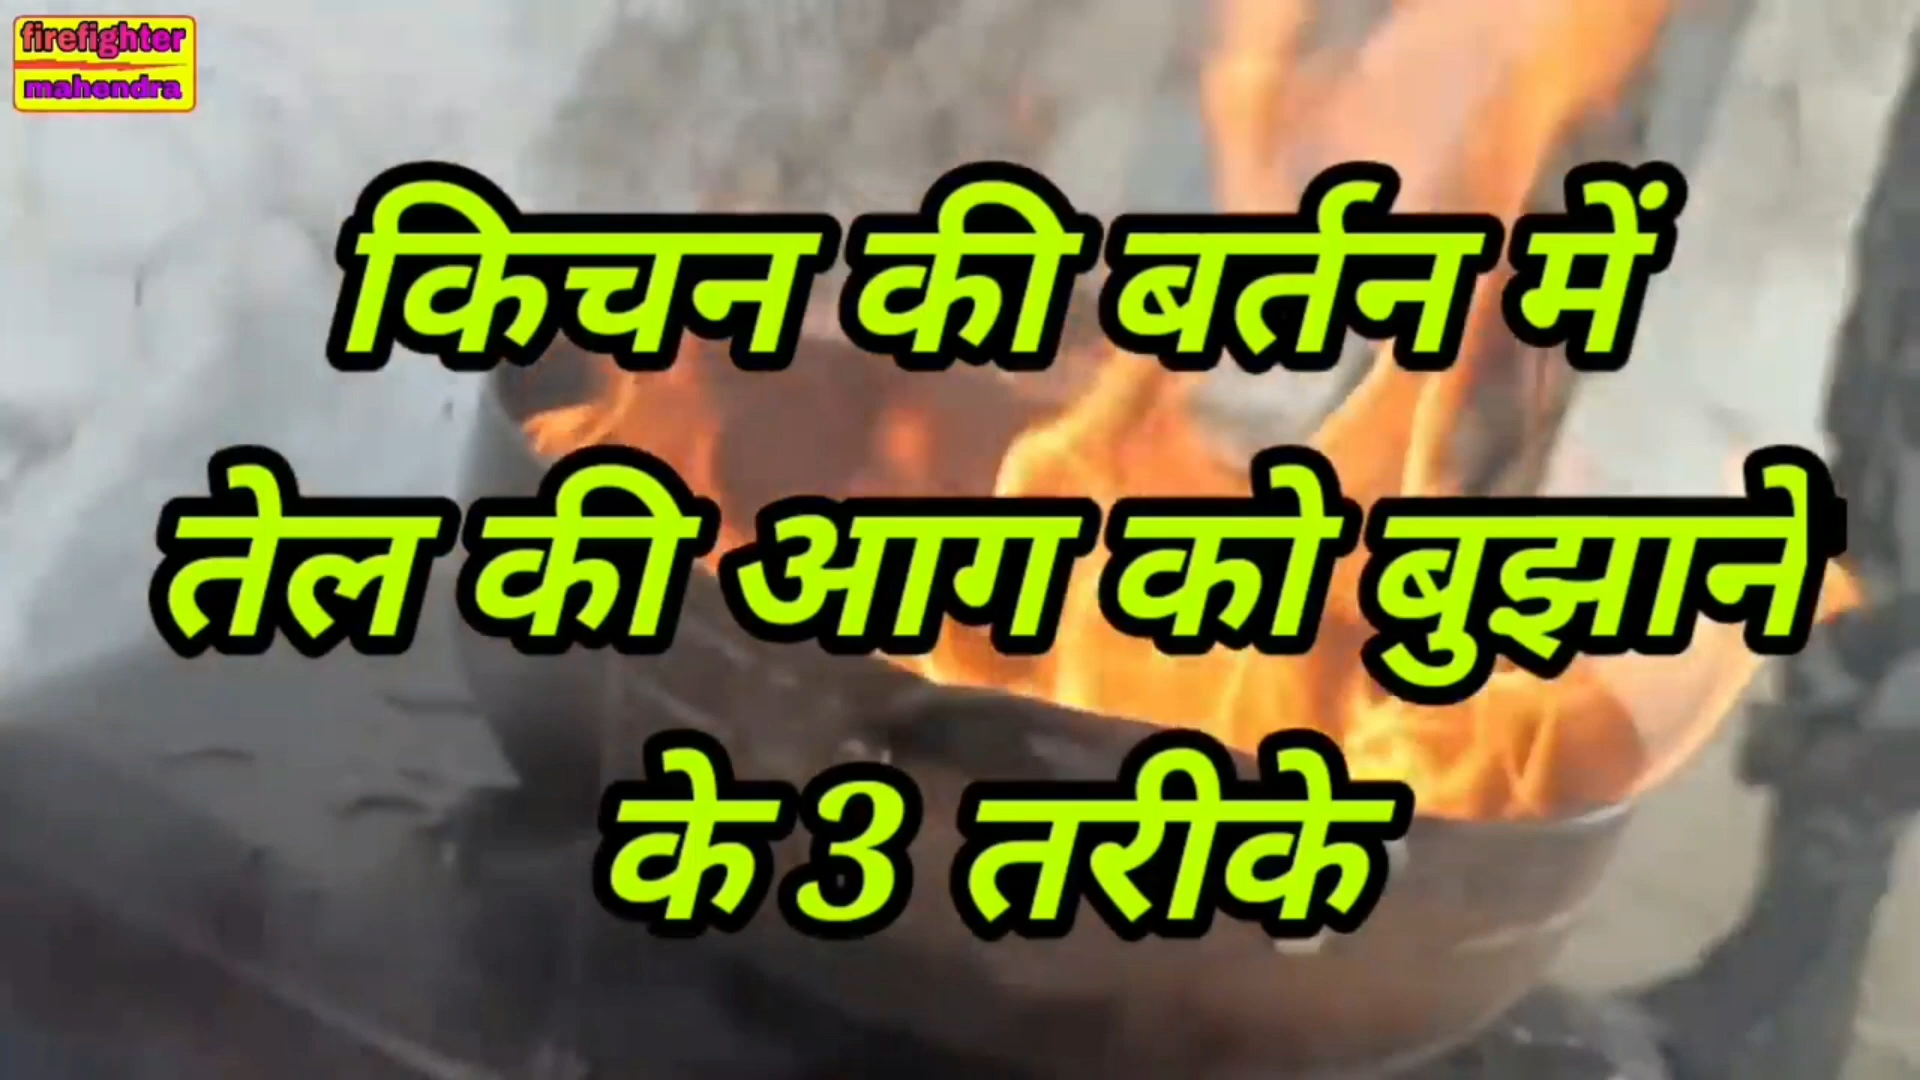 firefighter
mahendra
किचन की बर्तन में
तेल की आग को बुझाने
के 3 तरीके